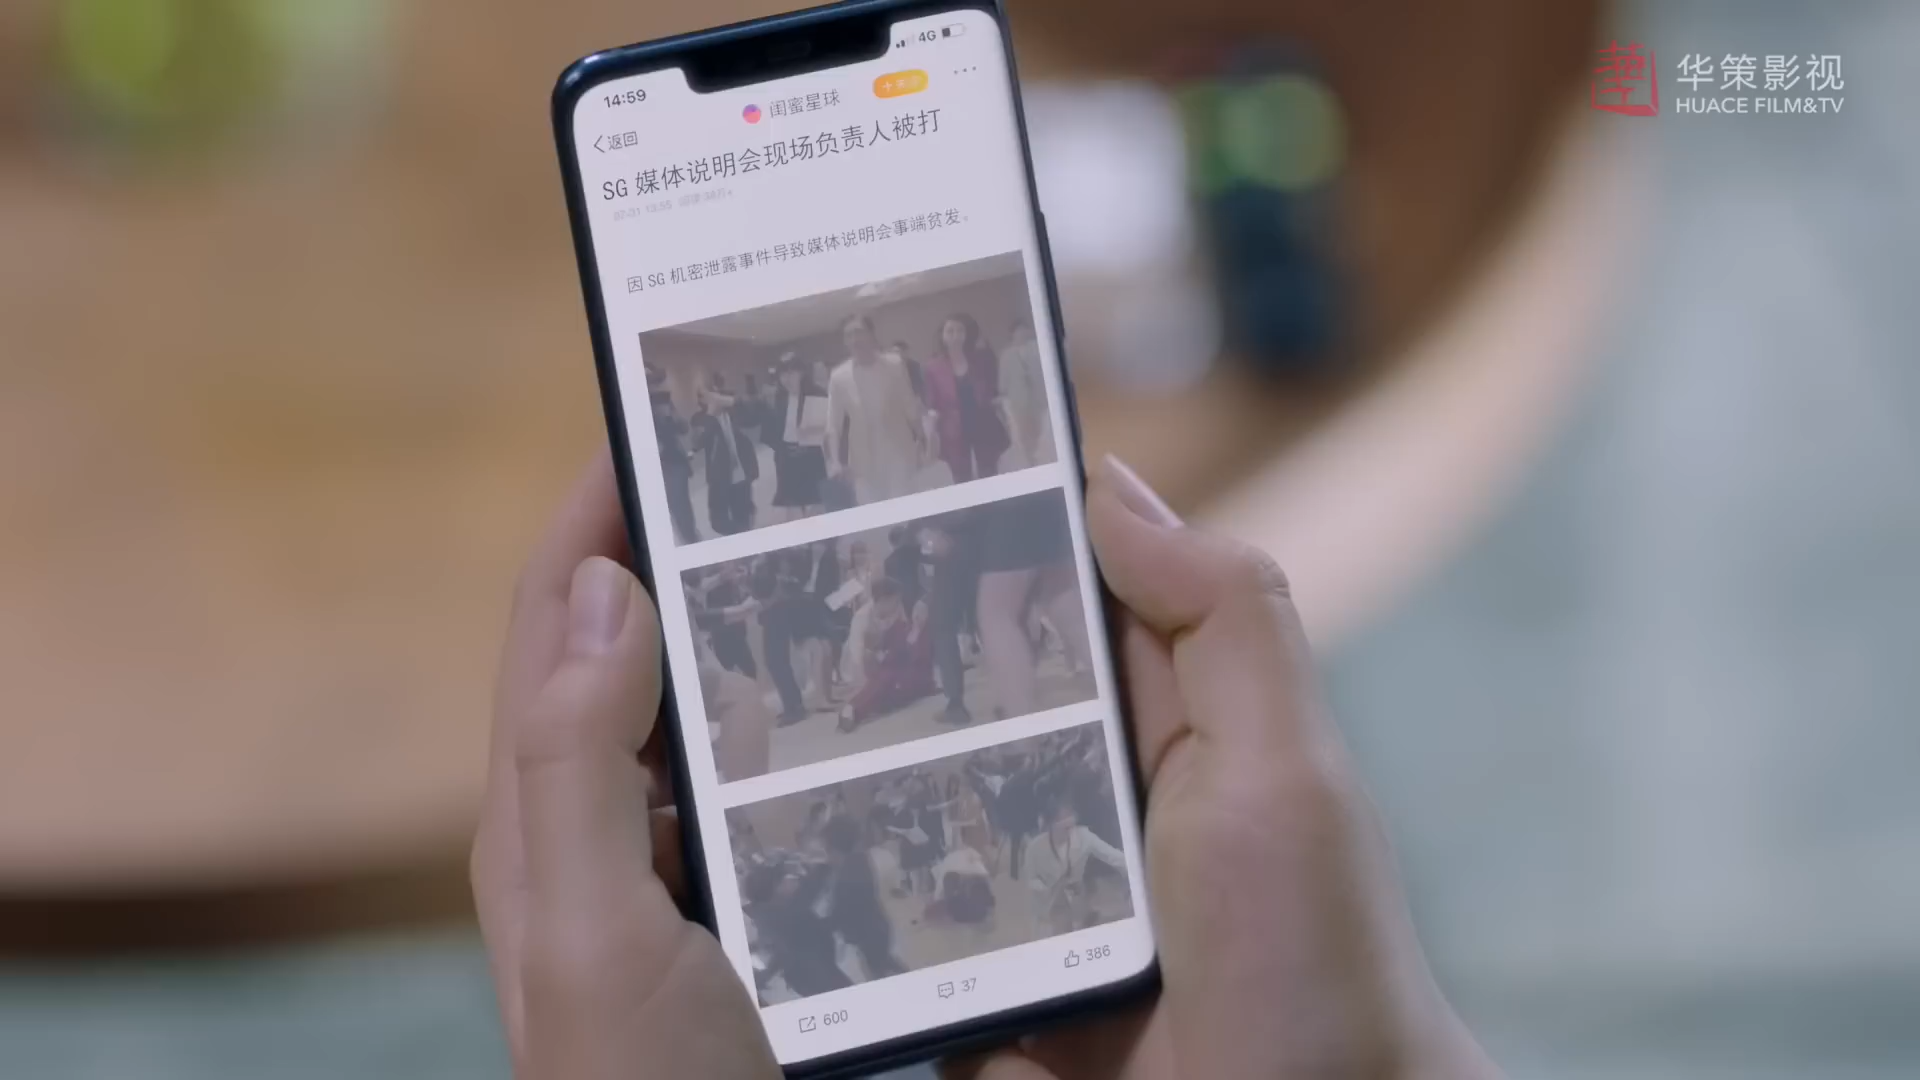 華
华策影视
HUACE FILM&TV
14:59
4G
返回
闺蜜星球
SG 媒体说明会现场负责人被打
因 SG 机密泄露事件导致媒体说明会事端贫发。
600
37
386